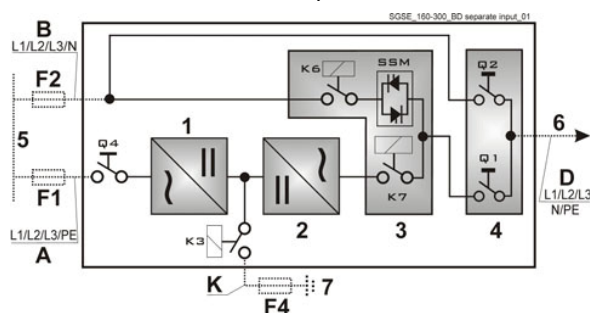 SGSE_160-300_BD separate input_01
B
L1/L2/L3/N
F2
K6
SSM
Q2
5
Q4
1
6
D
L1/L2/L3
N/PE
F1
Q1
K7
L1/L2/L3/PE
A
K3
2
3
4
K
F4
7